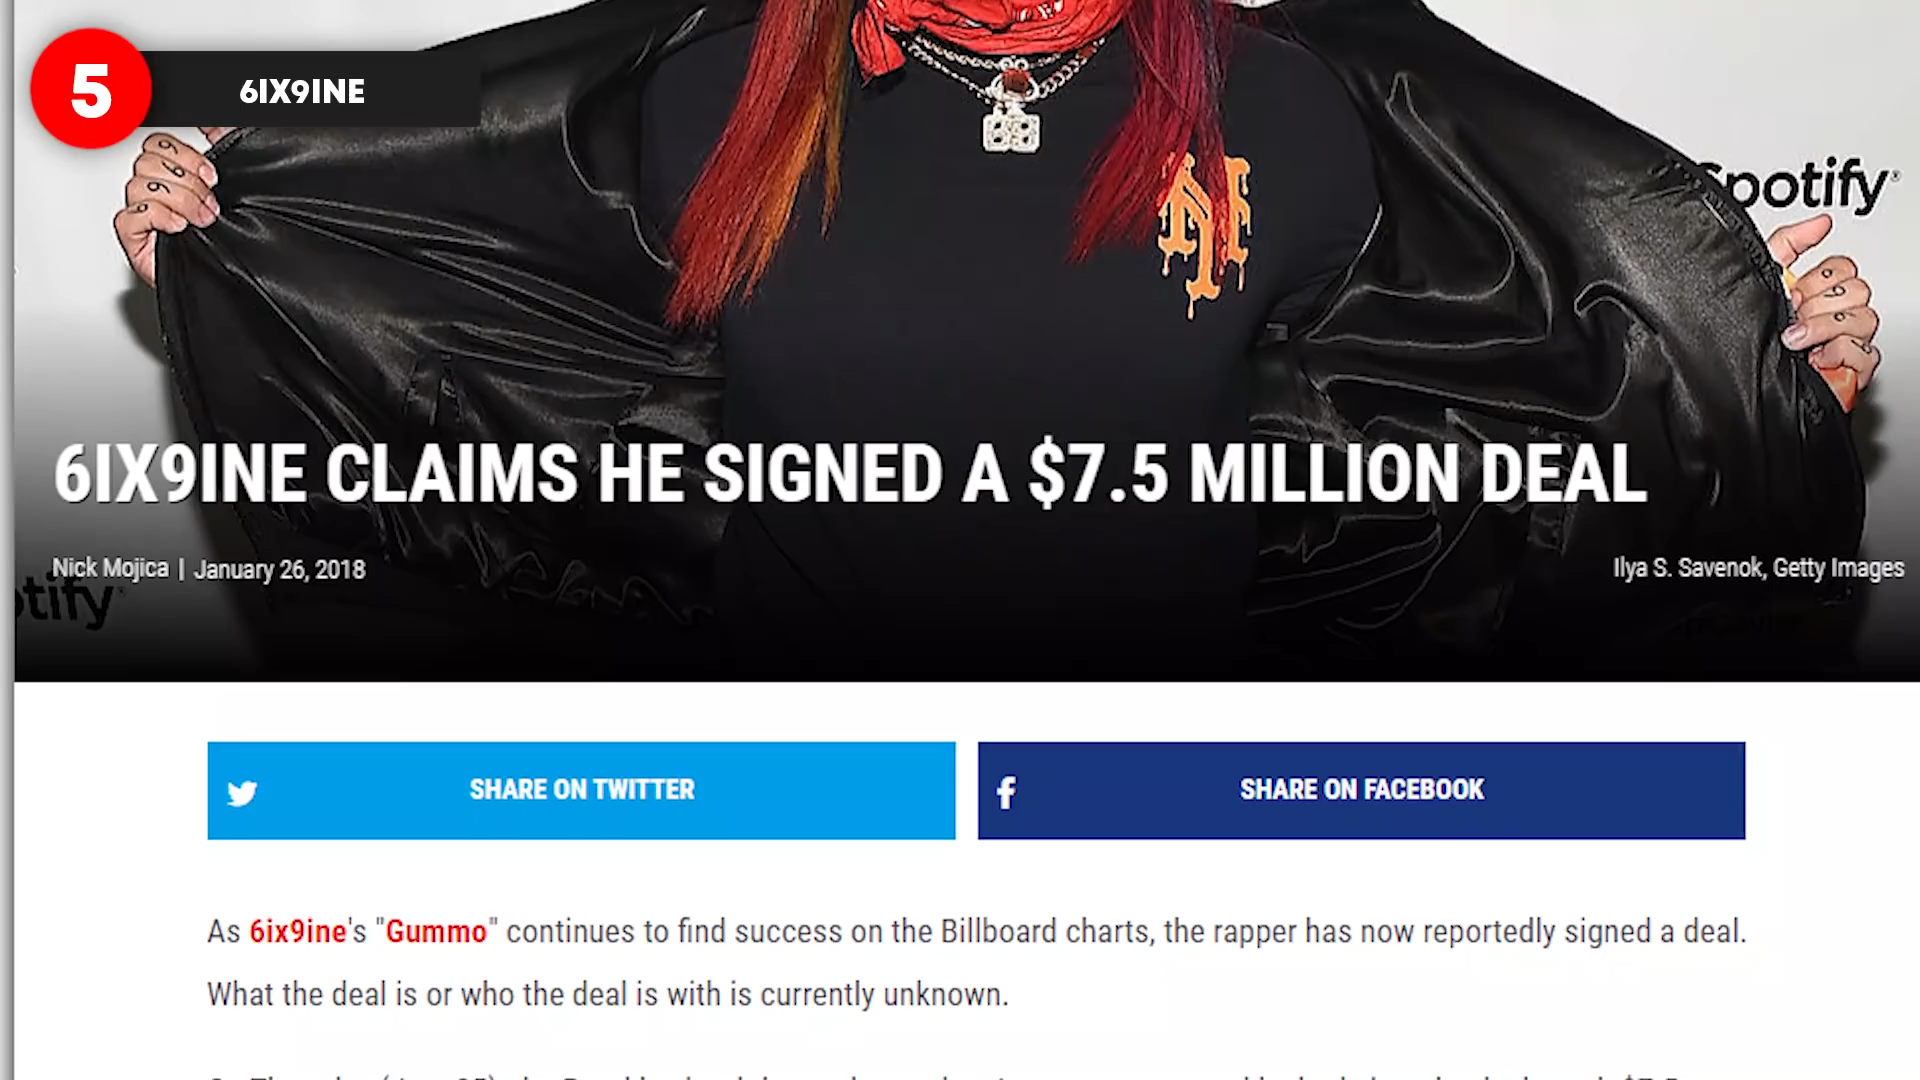 5
6IX9INE
Spotify
6IX9INE CLAIMS HE SIGNED A $7.5 MILLION DEAL
Nick Mojica | January 26, 2018
Ilya S. Savenok, Getty Images
SHARE ON TWITTER
SHARE ON FACEBOOK
As 6ix9ine's "Gummo" continues to find success on the Billboard charts, the rapper has now reportedly signed a deal.
What the deal is or who the deal is with is currently unknown.